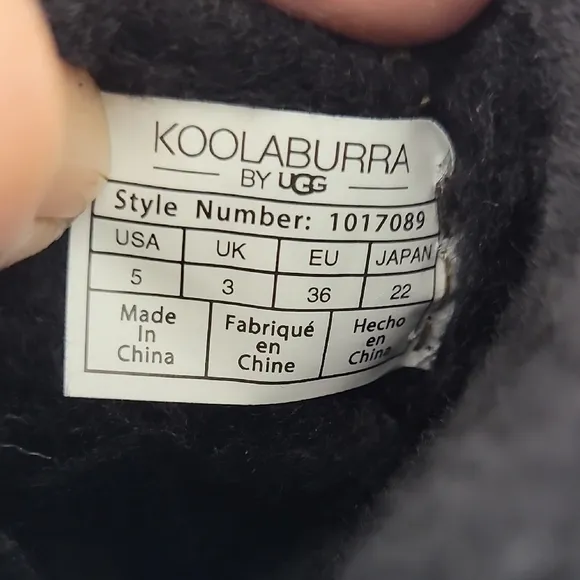 KOOLABURRA
BY UGG
Style Number: 1017089
USA UK EU JAPAN
5 3 36 22
Made In China
Fabriqué en Chine
Hecho en China